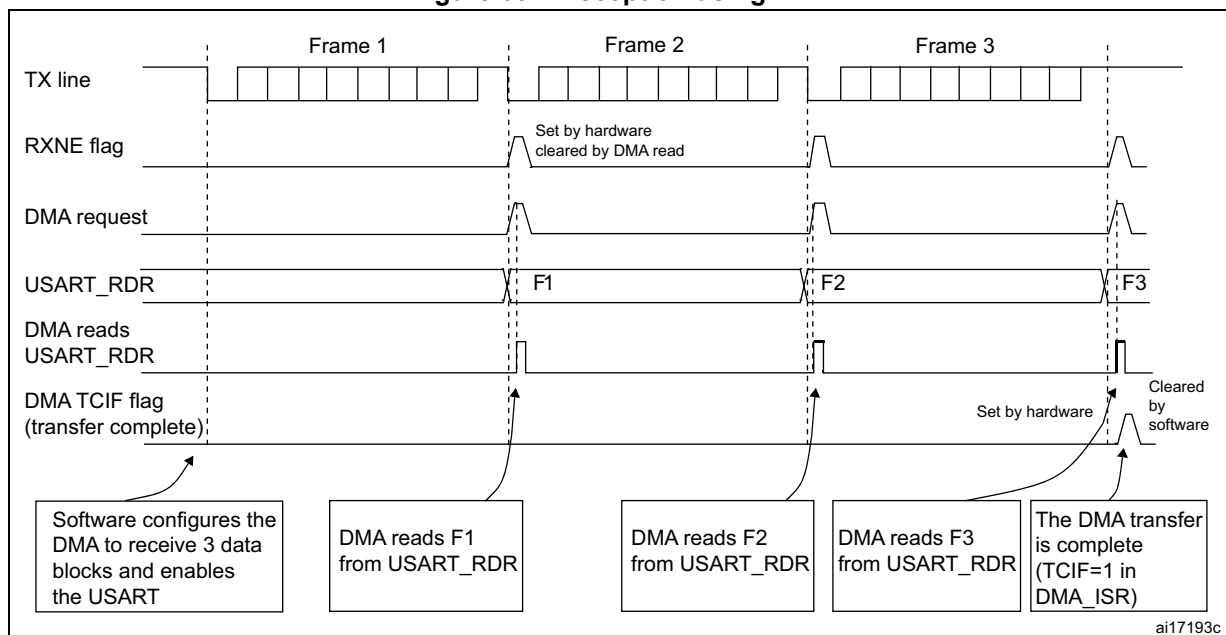 Frame 1
Frame 2
Frame 3
TX line
RXNE flag
Set by hardware
cleared by DMA read
DMA request
USART_RDR
F1
F2
F3
DMA reads
USART_RDR
DMA TCIF flag
(transfer complete)
Set by hardware
Cleared
by
software
Software configures the
DMA to receive 3 data
blocks and enables
the USART
DMA reads F1
from USART_RDR
DMA reads F2
from USART_RDR
DMA reads F3
from USART_RDR
The DMA transfer
is complete
(TCIF=1 in
DMA_ISR)
ai17193c